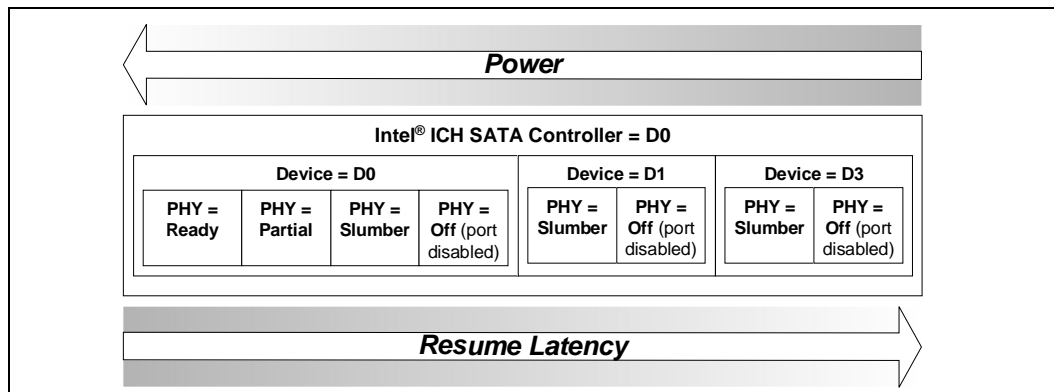 Power
Intel® ICH SATA Controller = D0
Device = D0
PHY =
Ready
PHY =
Partial
PHY =
Slumber
PHY =
Off (port
disabled)
Device = D1
PHY =
Slumber
PHY =
Off (port
disabled)
Device = D3
PHY =
Slumber
PHY =
Off (port
disabled)
Resume Latency